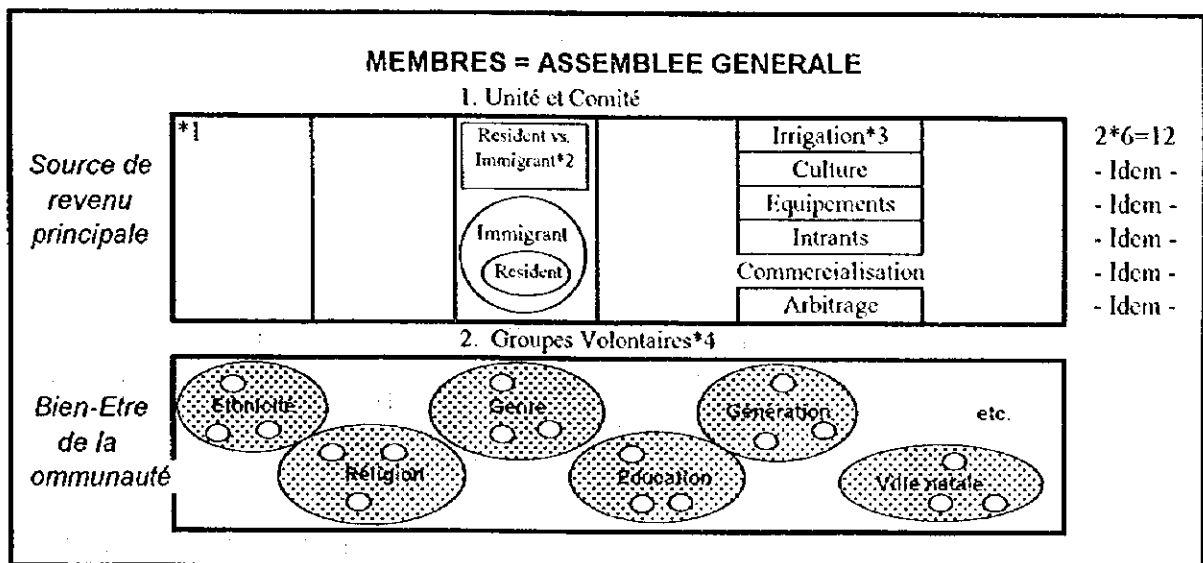 MEMBRES = ASSEMBLEE GENERALE
1. Unité et Comité
Source de
revenu
principale
*1
Resident vs.
Immigrant*2
Immigrant
Resident
Irrigation*3
Culture
Equipements
Intrants
Commercialisation
Arbitrage
2*6=12
- Idem -
- Idem -
- Idem -
- Idem -
- Idem -
2. Groupes Volontaires*4
Bien-Etre
de la
ommunauté
Ethnicité
Genre
Génération
etc.
Réligion
Education
Ville natale